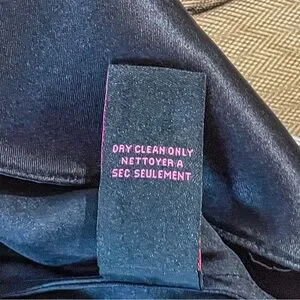 DRY CLEAN ONLY
NETTOYER A
SEC SEULEMENT